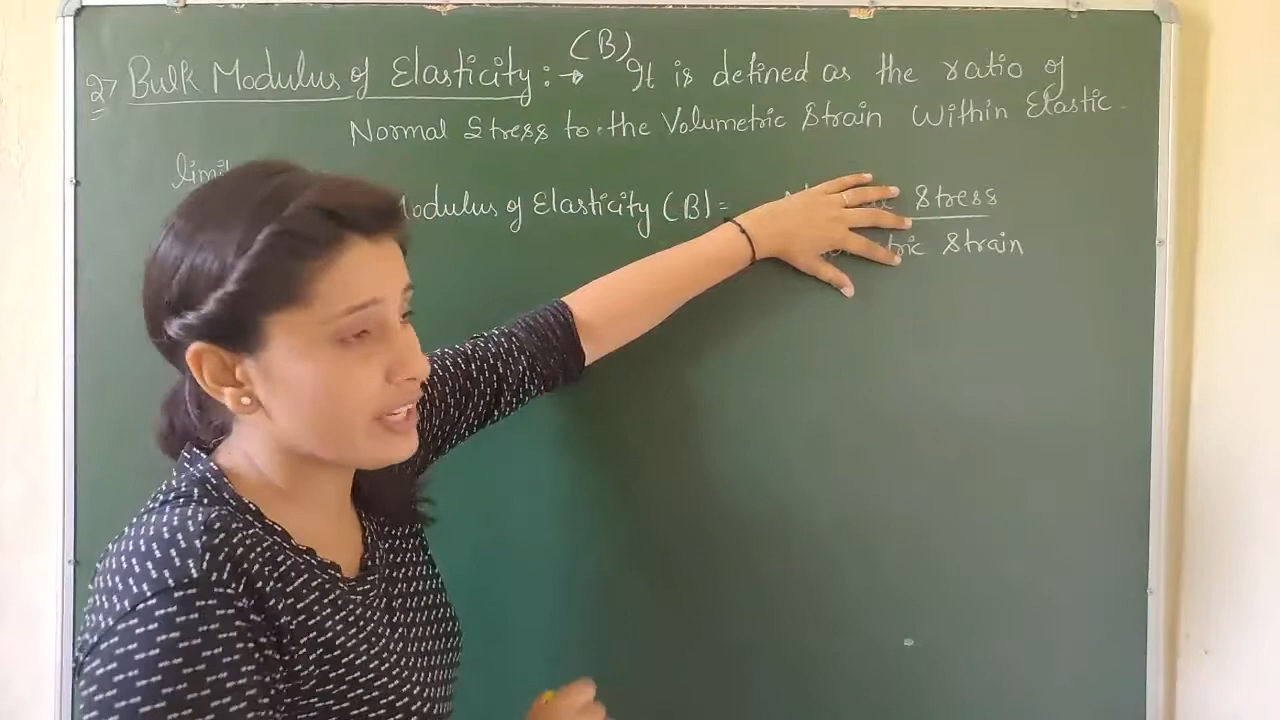 2> Bulk Modulus of Elasticity :→ (B) It is defined as the ratio of
Normal Stress to the Volumetric Strain Within Elastic
Modulus of Elasticity (B) = Stress
Strain